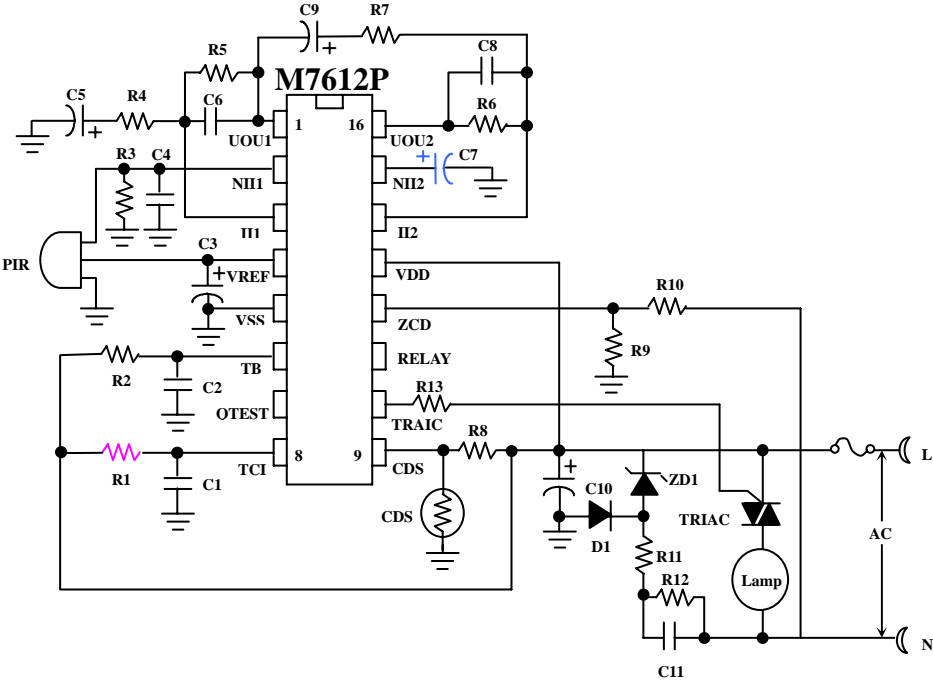 C9
R7
R5
C8
M7612P
C5
R4
C6
R6
1
16
UOU1
UOU2
R3
C4
C7
NII1
NII2
II1
II2
C3
PIR
VREF
VDD
R10
VSS
ZCD
R9
R2
C2
TB
RELAY
R13
OTEST
TRAIC
R8
8
9
R1
C1
TCI
CDS
L
C10
ZD1
CDS
TRIAC
AC
D1
R11
R12
Lamp
N
C11